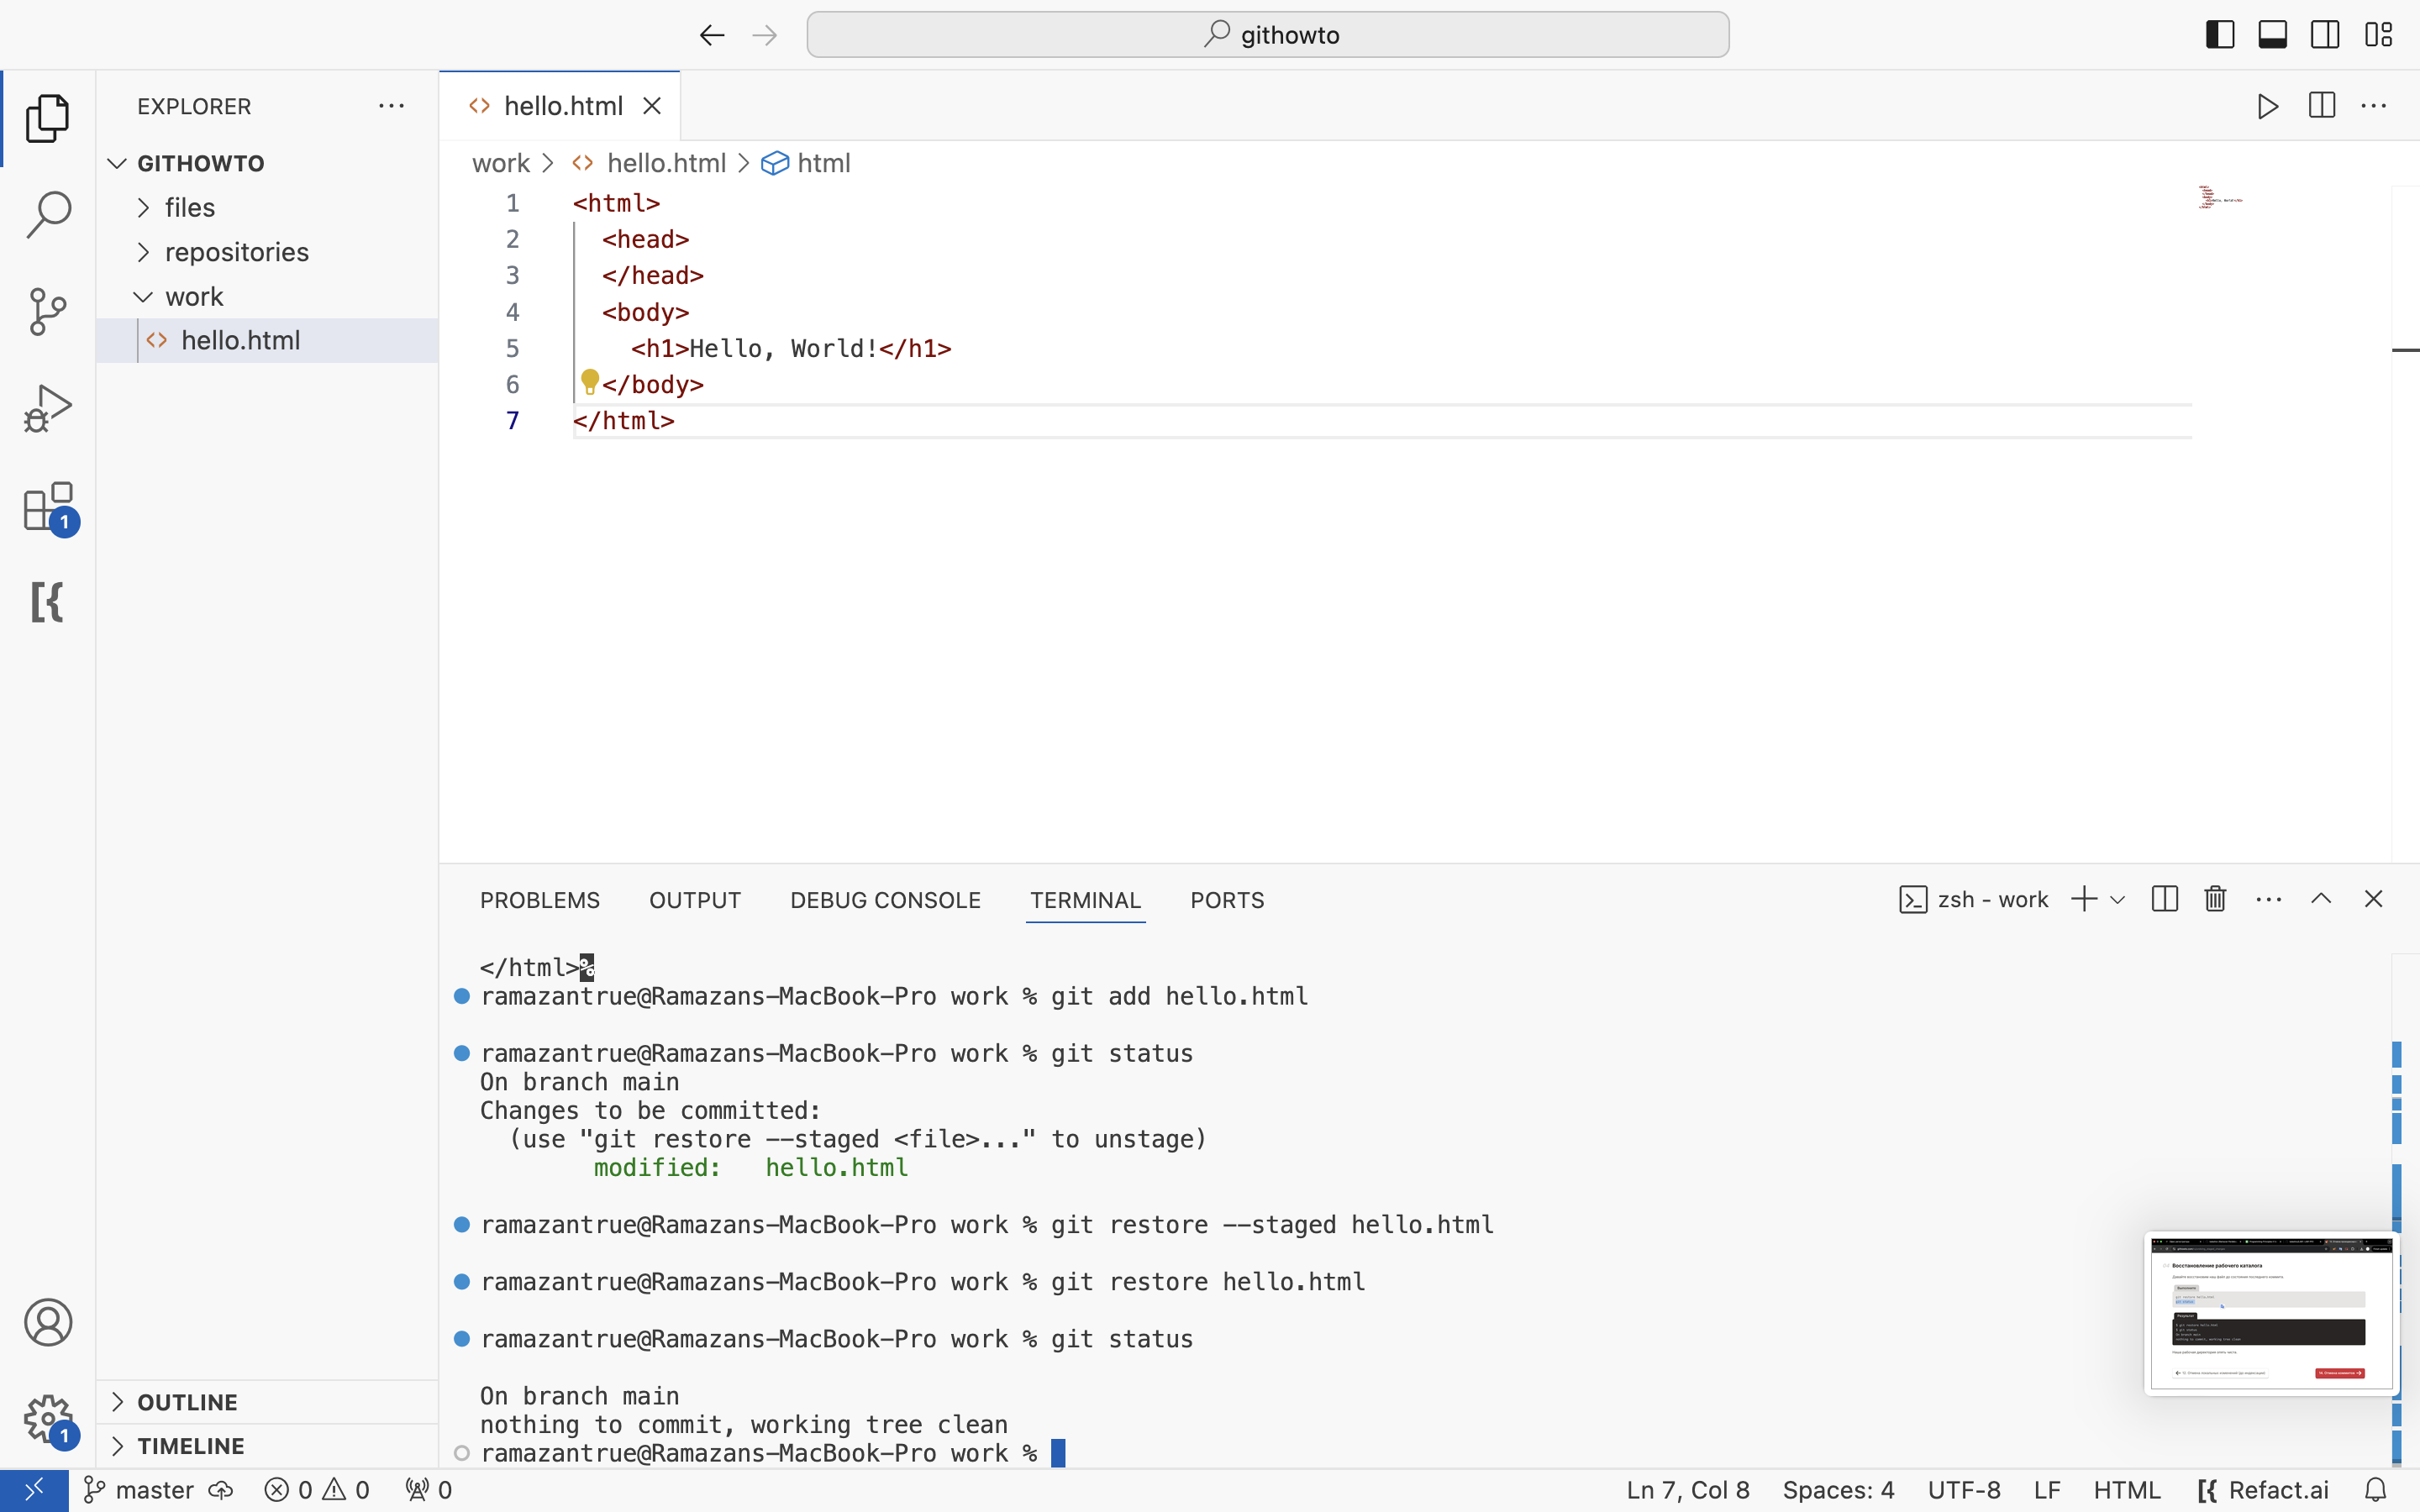 githowto
EXPLORER
GITHOWTO
files
repositories
work
hello.html
OUTLINE
TIMELINE
hello.html
work > hello.html > html
1 <html>
2 <head>
3 </head>
4 <body>
5 <h1>Hello, World!</h1>
6 </body>
7 </html>
PROBLEMS OUTPUT DEBUG CONSOLE TERMINAL PORTS
zsh - work
</html>%
ramazantrue@Ramazans-MacBook-Pro work % git add hello.html
ramazantrue@Ramazans-MacBook-Pro work % git status
On branch main
Changes to be committed:
(use "git restore --staged <file>..." to unstage)
modified: hello.html
ramazantrue@Ramazans-MacBook-Pro work % git restore --staged hello.html
ramazantrue@Ramazans-MacBook-Pro work % git restore hello.html
ramazantrue@Ramazans-MacBook-Pro work % git status
On branch main
nothing to commit, working tree clean
ramazantrue@Ramazans-MacBook-Pro work %
Восстановление рабочего каталога
1
1
master 0 0 0
Ln 7, Col 8 Spaces: 4 UTF-8 LF HTML Refact.ai